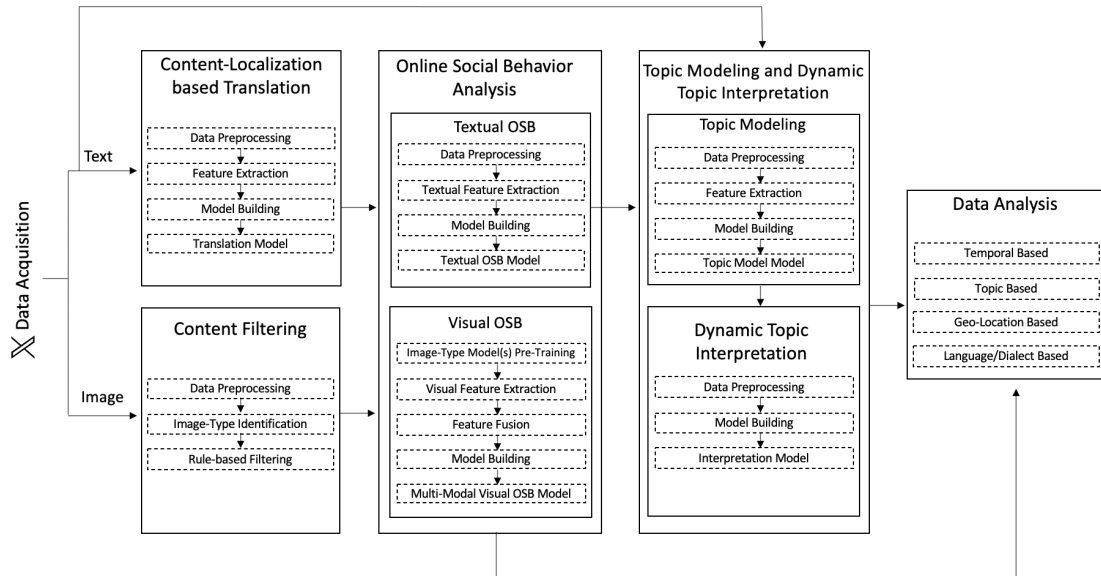 Data Acquisition
Text
Image
Content-Localization
based Translation
Data Preprocessing
Feature Extraction
Model Building
Translation Model
Content Filtering
Data Preprocessing
Image-Type Identification
Rule-based Filtering
Online Social Behavior
Analysis
Textual OSB
Data Preprocessing
Textual Feature Extraction
Model Building
Textual OSB Model
Visual OSB
Image-Type Model(s) Pre-Training
Visual Feature Extraction
Feature Fusion
Model Building
Multi-Modal Visual OSB Model
Topic Modeling and Dynamic
Topic Interpretation
Topic Modeling
Data Preprocessing
Feature Extraction
Model Building
Topic Model Model
Dynamic Topic
Interpretation
Data Preprocessing
Model Building
Interpretation Model
Data Analysis
Temporal Based
Topic Based
Geo-Location Based
Language/Dialect Based